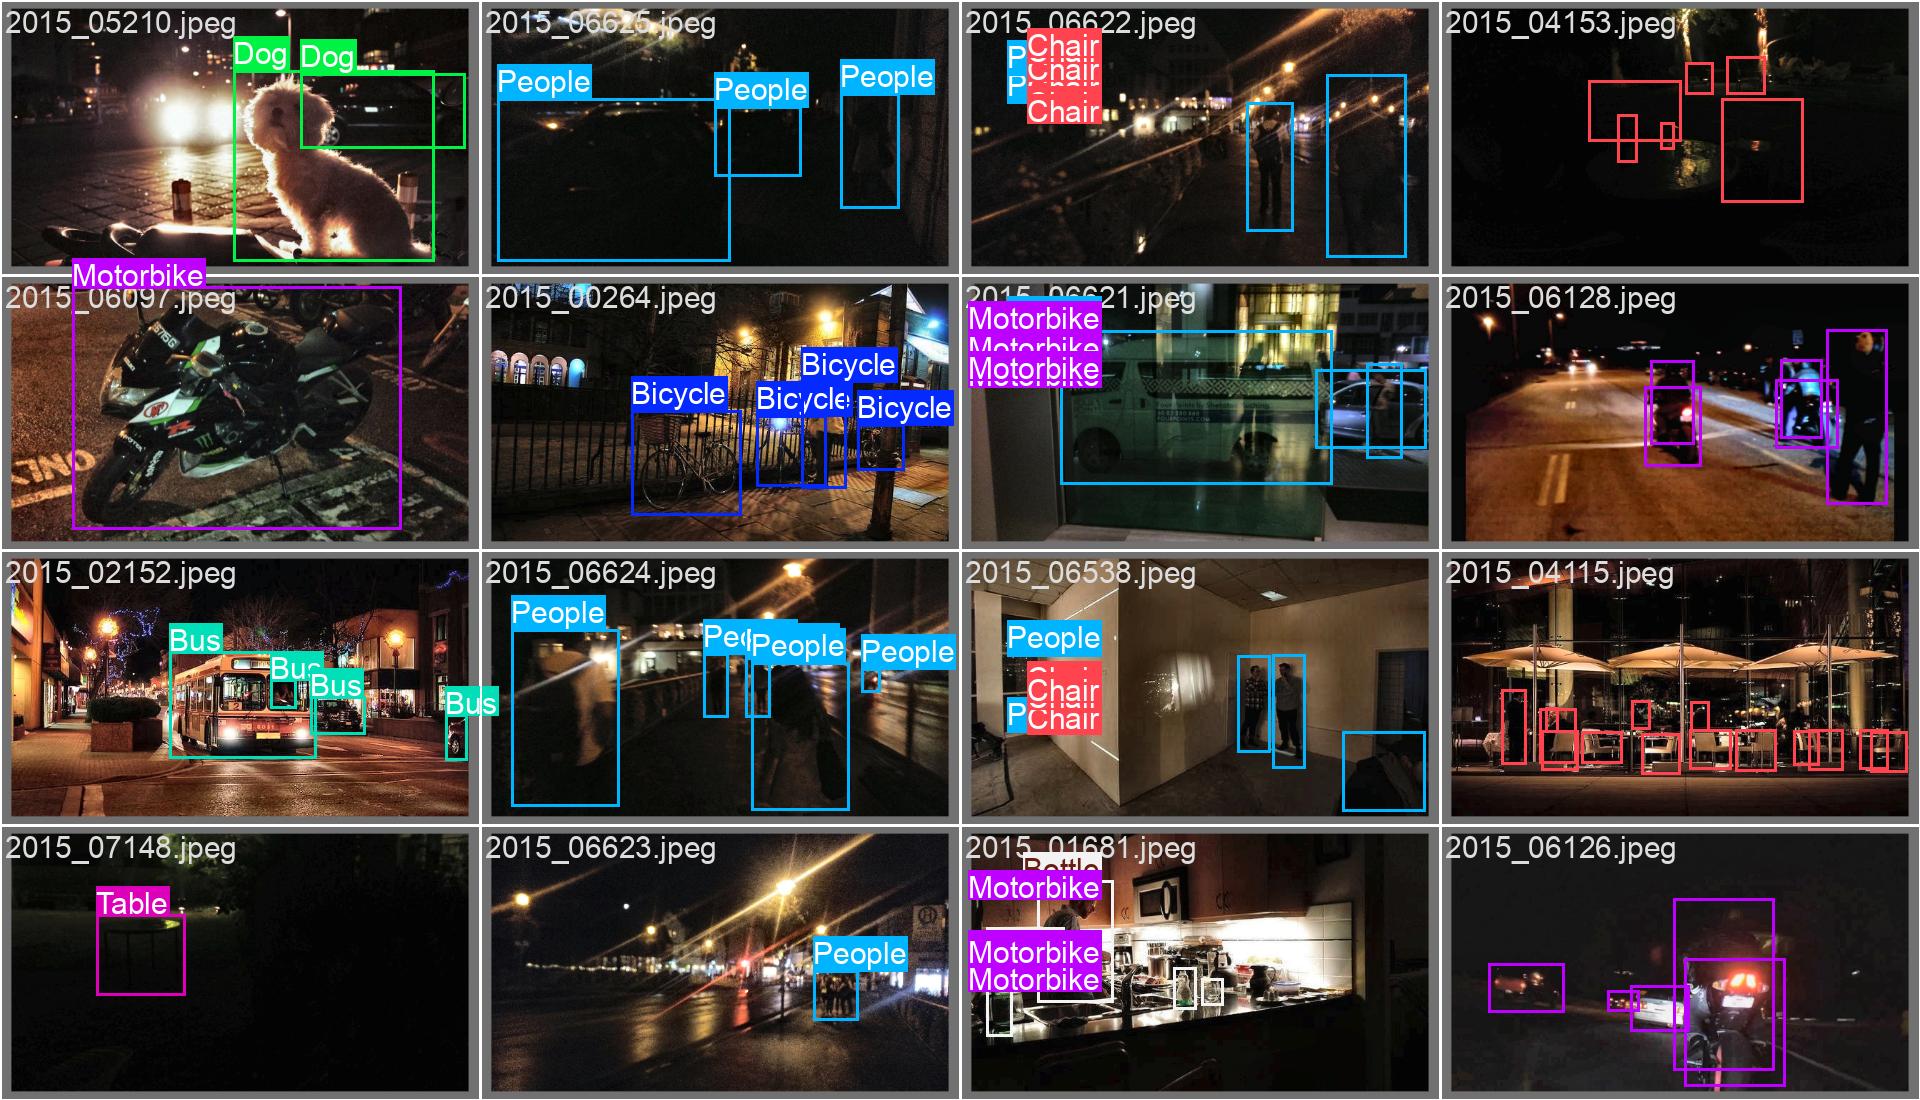 2015_05210.jpeg
Dog
Dog
2015_06625.jpeg
People
People
People
2015_06622.jpeg
Chair
Chair
Chair
2015_04153.jpeg
Motorbike
2015_06097.jpeg
ONLY
2015_00264.jpeg
Bicycle
Bicycle
Bicycle
Bicycle
2015_06621.jpeg
Motorbike
Motorbike
Motorbike
2015_06128.jpeg
2015_02152.jpeg
Bus
Bus
Bus
Bus
2015_06624.jpeg
People
People
People
2015_06538.jpeg
People
Chair
Chair
2015_04115.jpeg
2015_07148.jpeg
Table
2015_06623.jpeg
People
2015_01681.jpeg
Bottle
Motorbike
Motorbike
Motorbike
2015_06126.jpeg